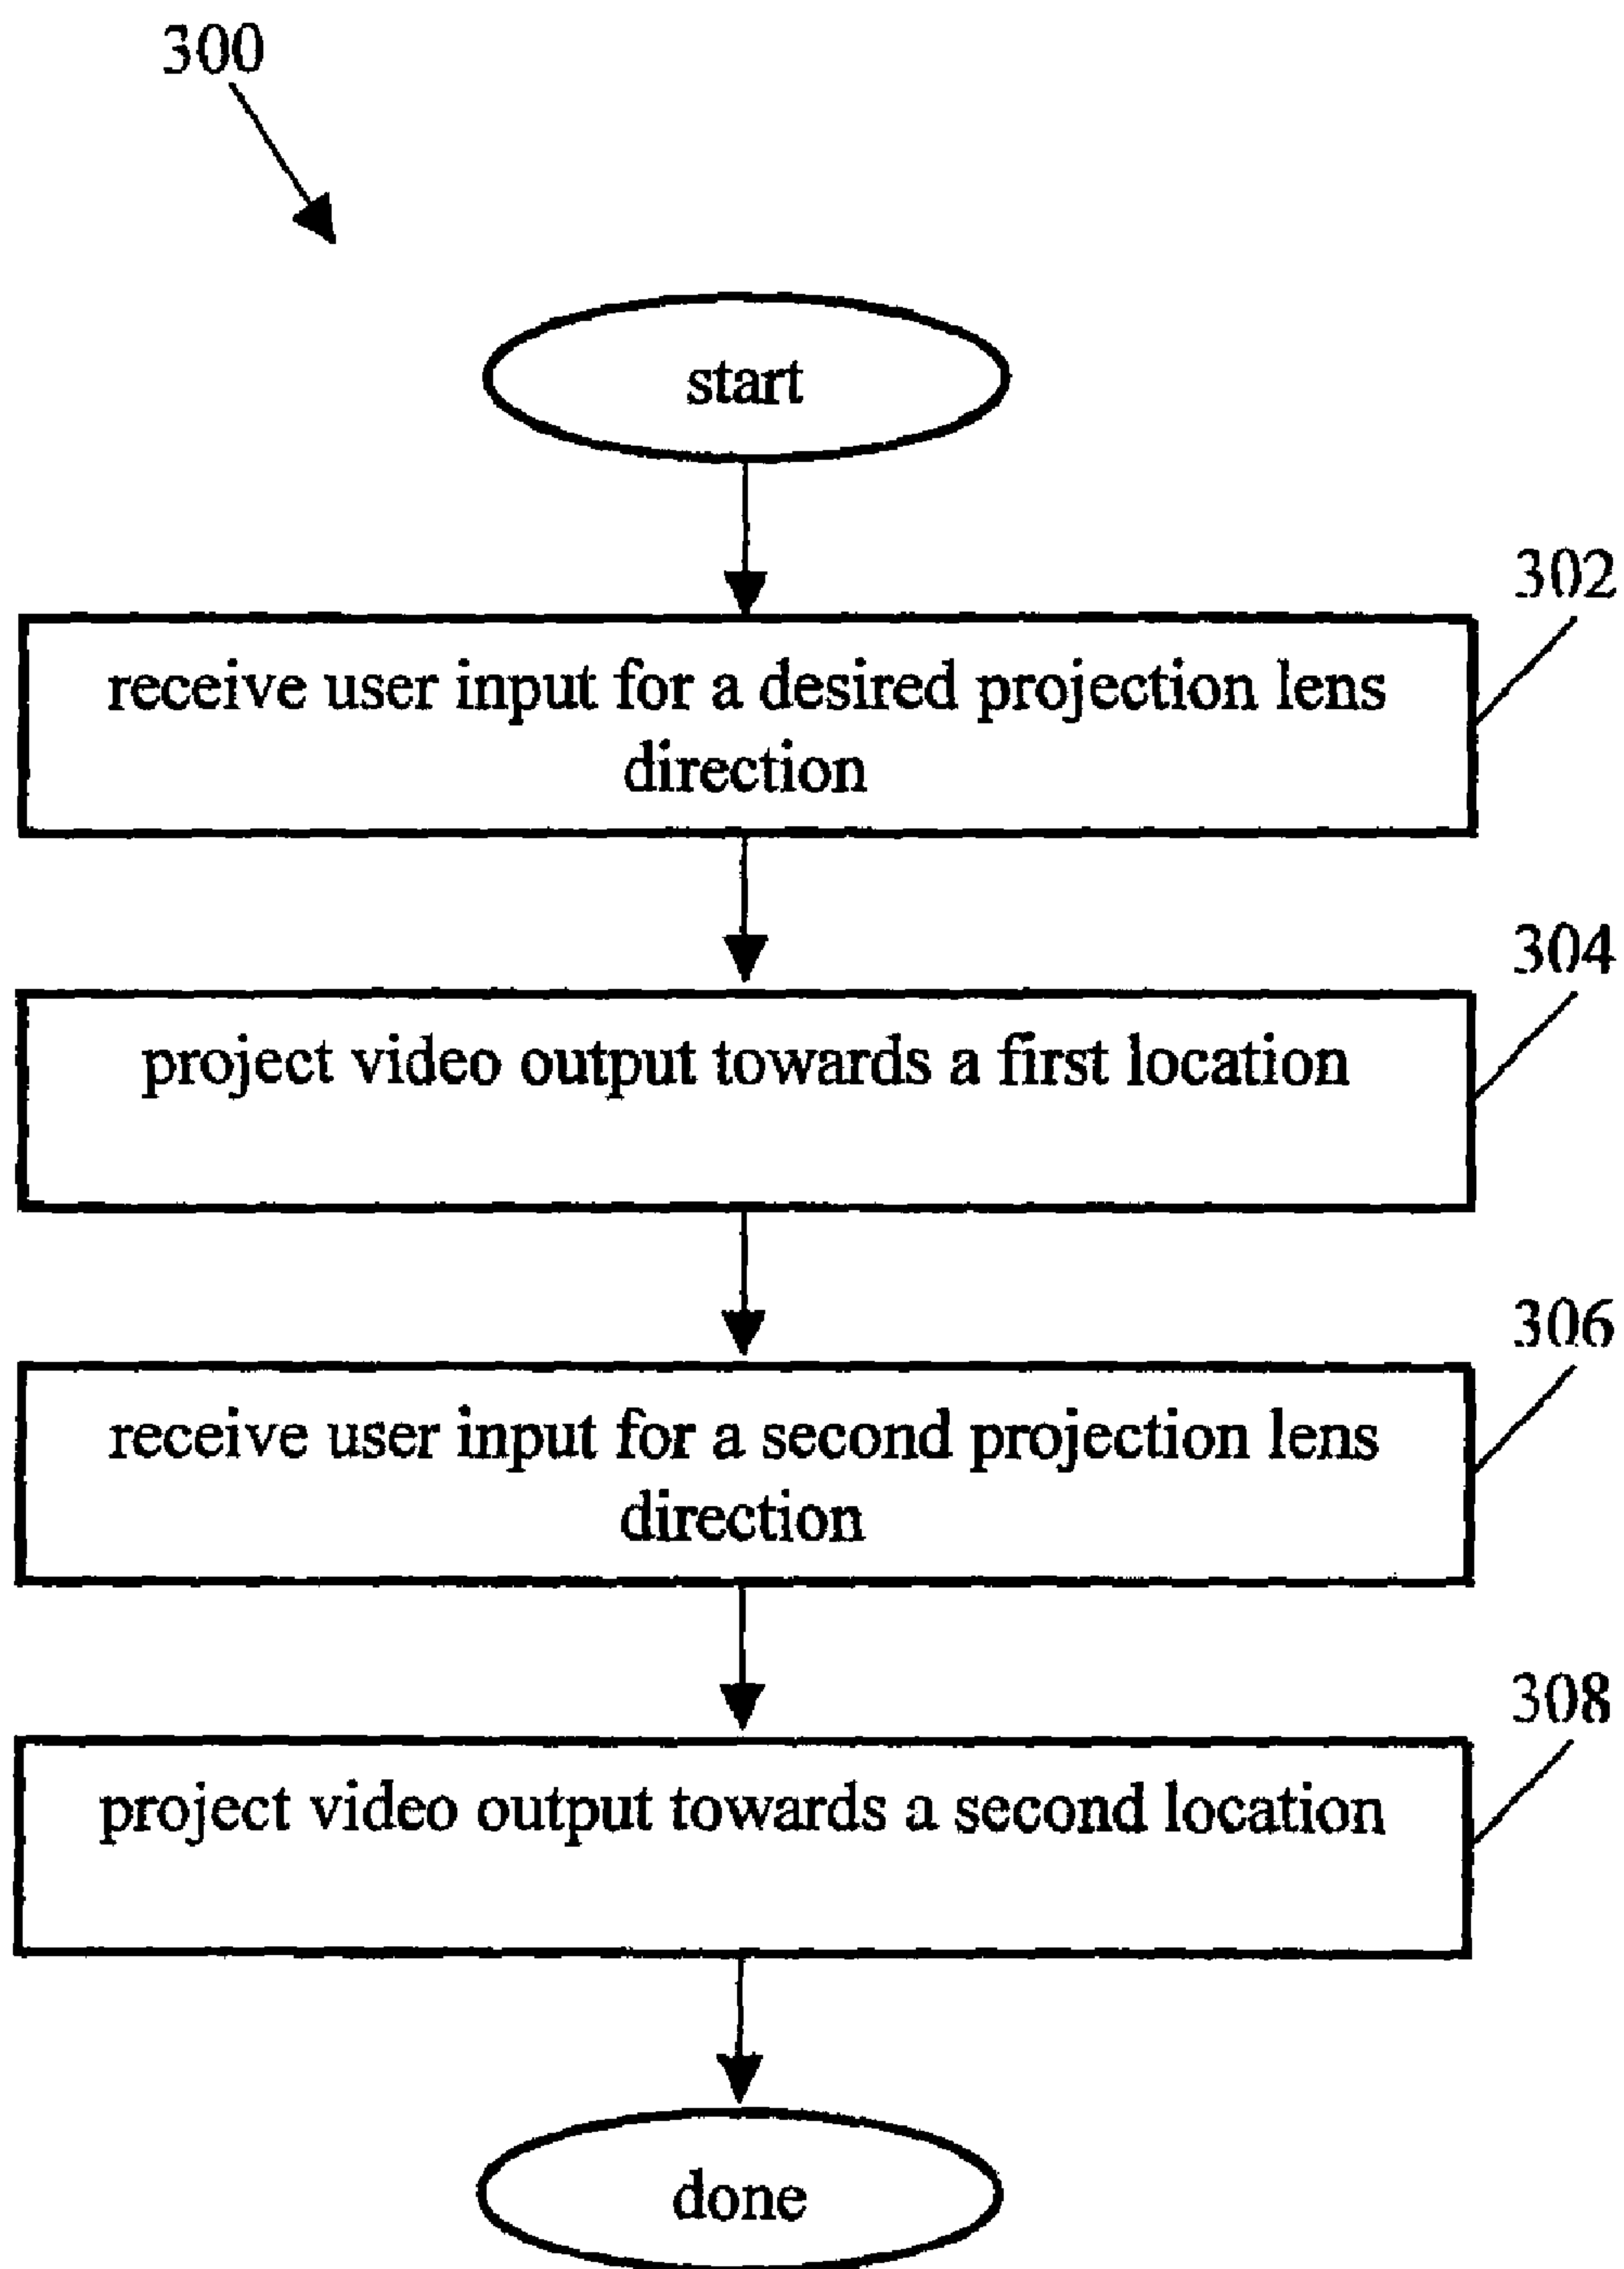 300
start
302
receive user input for a desired projection lens
direction
304
project video output towards a first location
306
receive user input for a second projection lens
direction
308
project video output towards a second location
done